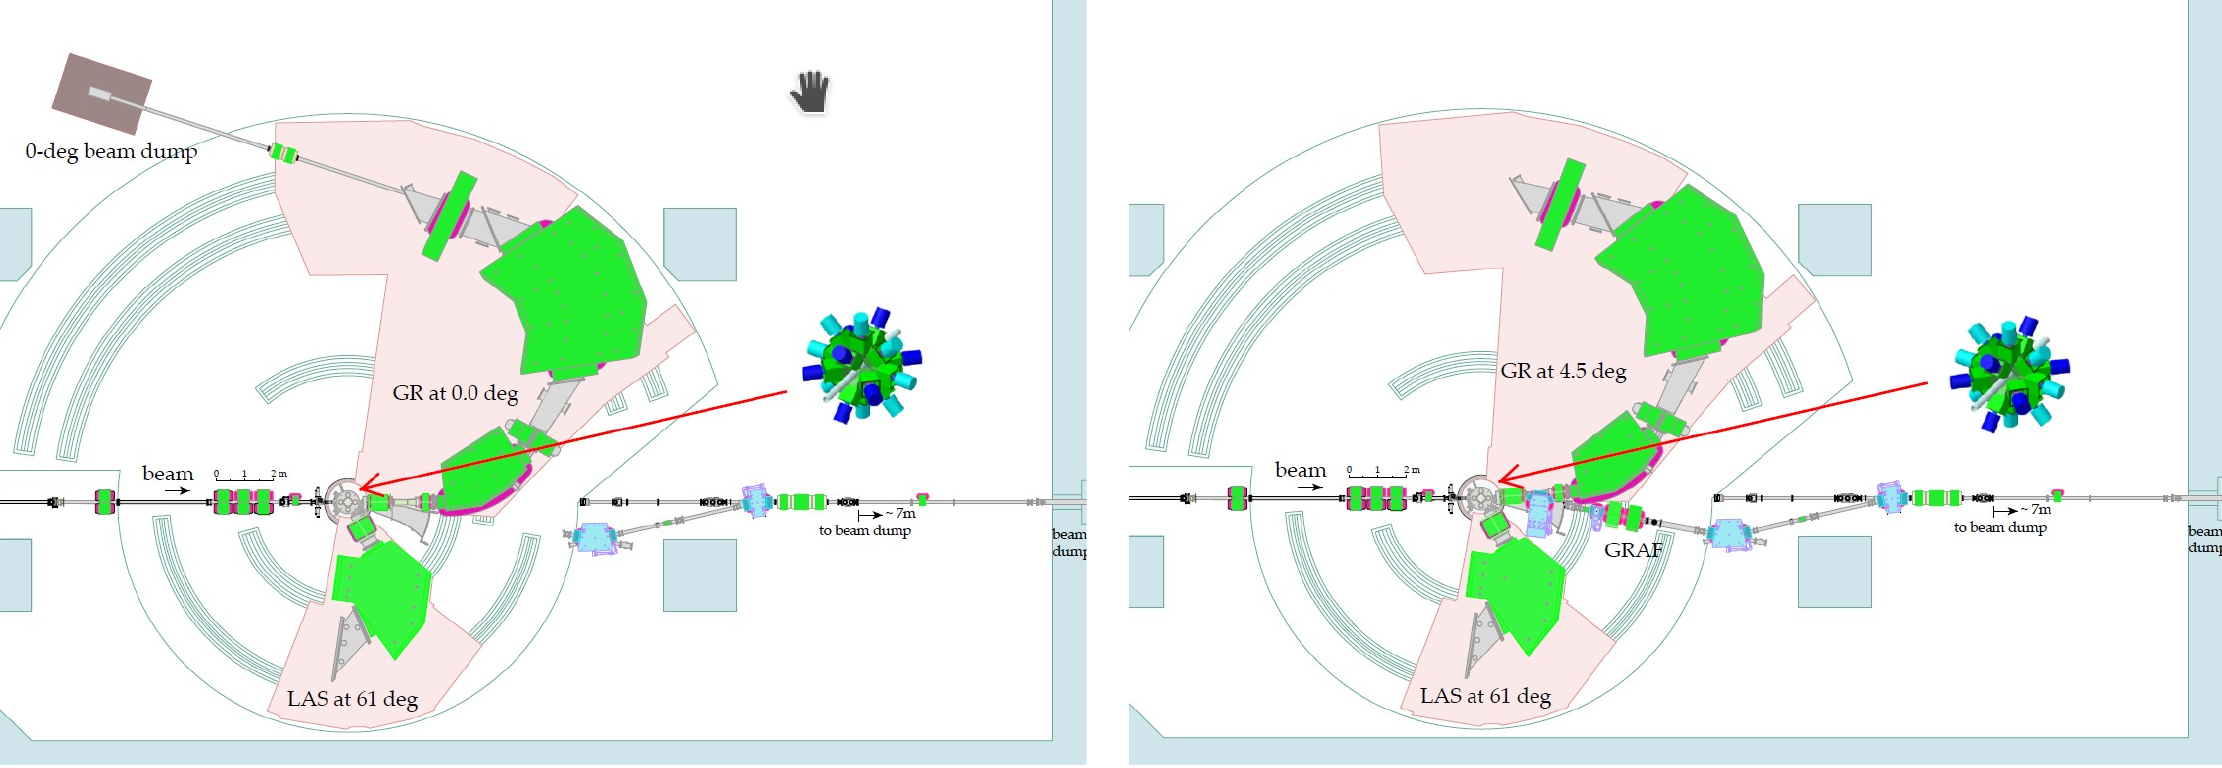 0-deg beam dump
GR at 0.0 deg
beam
0 1 2 m
~ 7m
to beam dump
beam
dump
LAS at 61 deg
GR at 4.5 deg
beam
0 1 2 m
~ 7m
to beam dump
GRAF
beam
dump
LAS at 61 deg